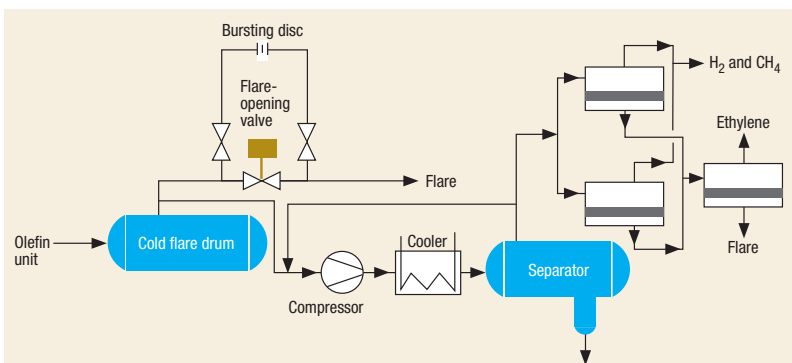 Bursting disc
Flare-
opening
valve
H2 and CH4
Ethylene
Flare
Olefin
unit
Cold flare drum
Cooler
Separator
Flare
Compressor